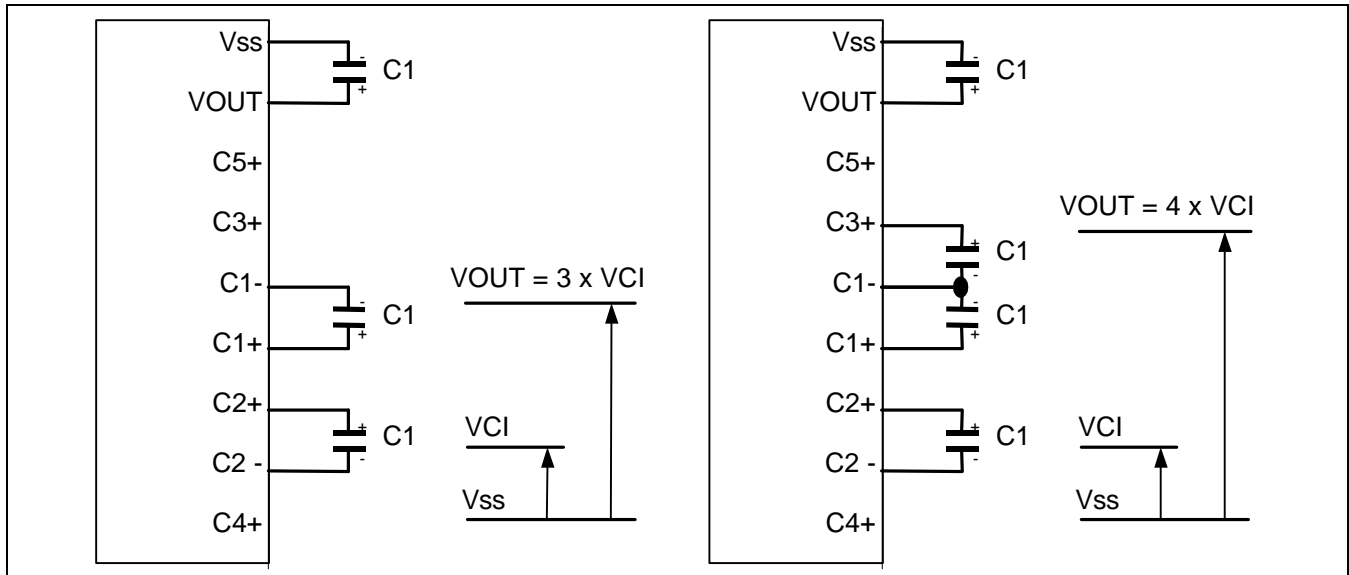 Vss
-
C1
+
VOUT
C5+
C3+
C1-
-
C1
+
C1+
C2+
+
C1
-
C2 -
C4+
VOUT = 3 x VCI
VCI
Vss
Vss
-
C1
+
VOUT
C5+
C3+
+
C1
-
C1-
-
C1
+
C1+
C2+
+
C1
-
C2 -
C4+
VOUT = 4 x VCI
VCI
Vss